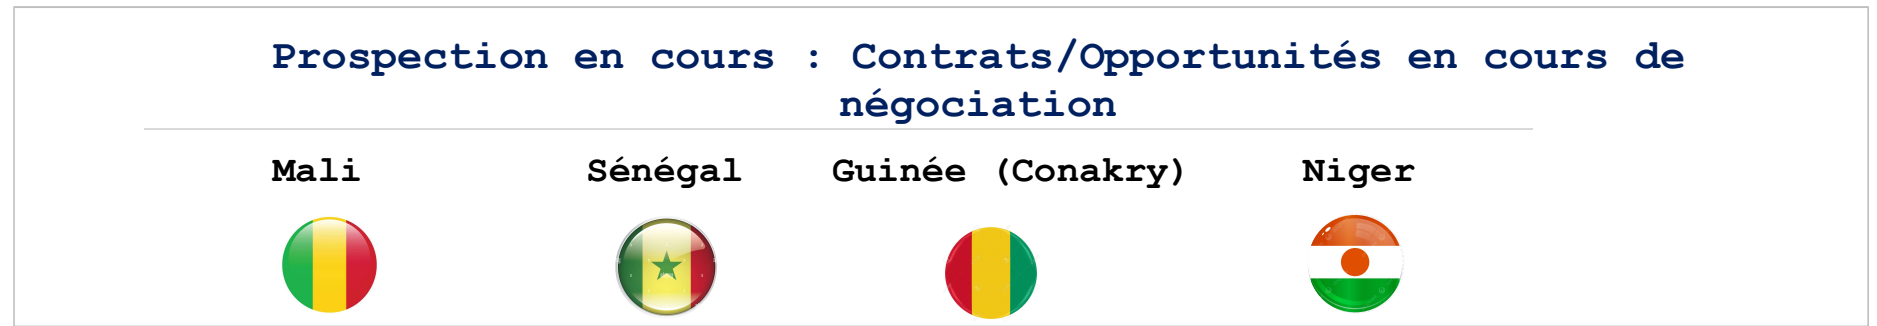 Prospection en cours : Contrats/Opportunités en cours de
négociation
Mali Sénégal Guinée (Conakry) Niger